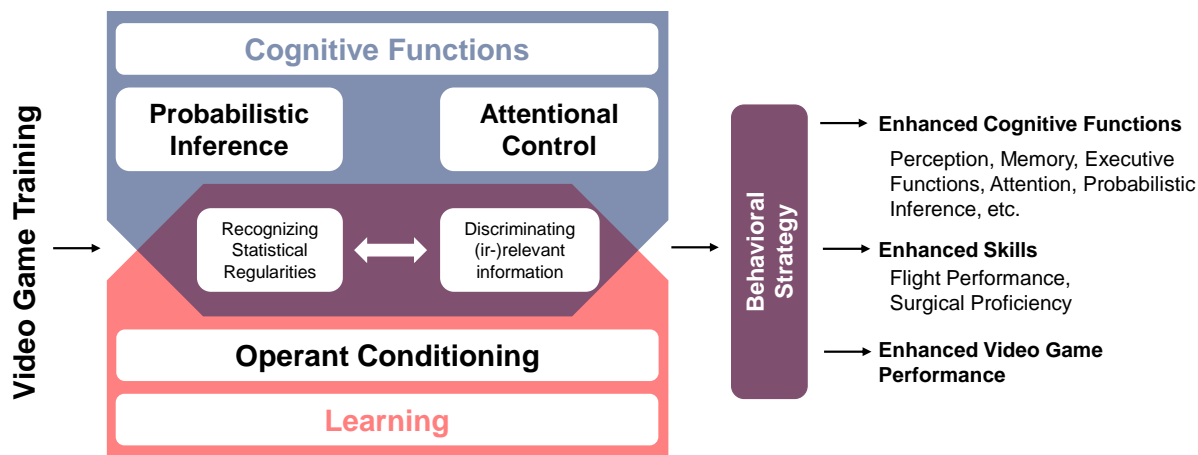 Video Game Training
Cognitive Functions
Probabilistic
Inference
Attentional
Control
Recognizing
Statistical
Regularities
Discriminating
(ir-)relevant
information
Operant Conditioning
Learning
Behavioral
Strategy
Enhanced Cognitive Functions
Perception, Memory, Executive
Functions, Attention, Probabilistic
Inference, etc.
Enhanced Skills
Flight Performance,
Surgical Proficiency
Enhanced Video Game
Performance